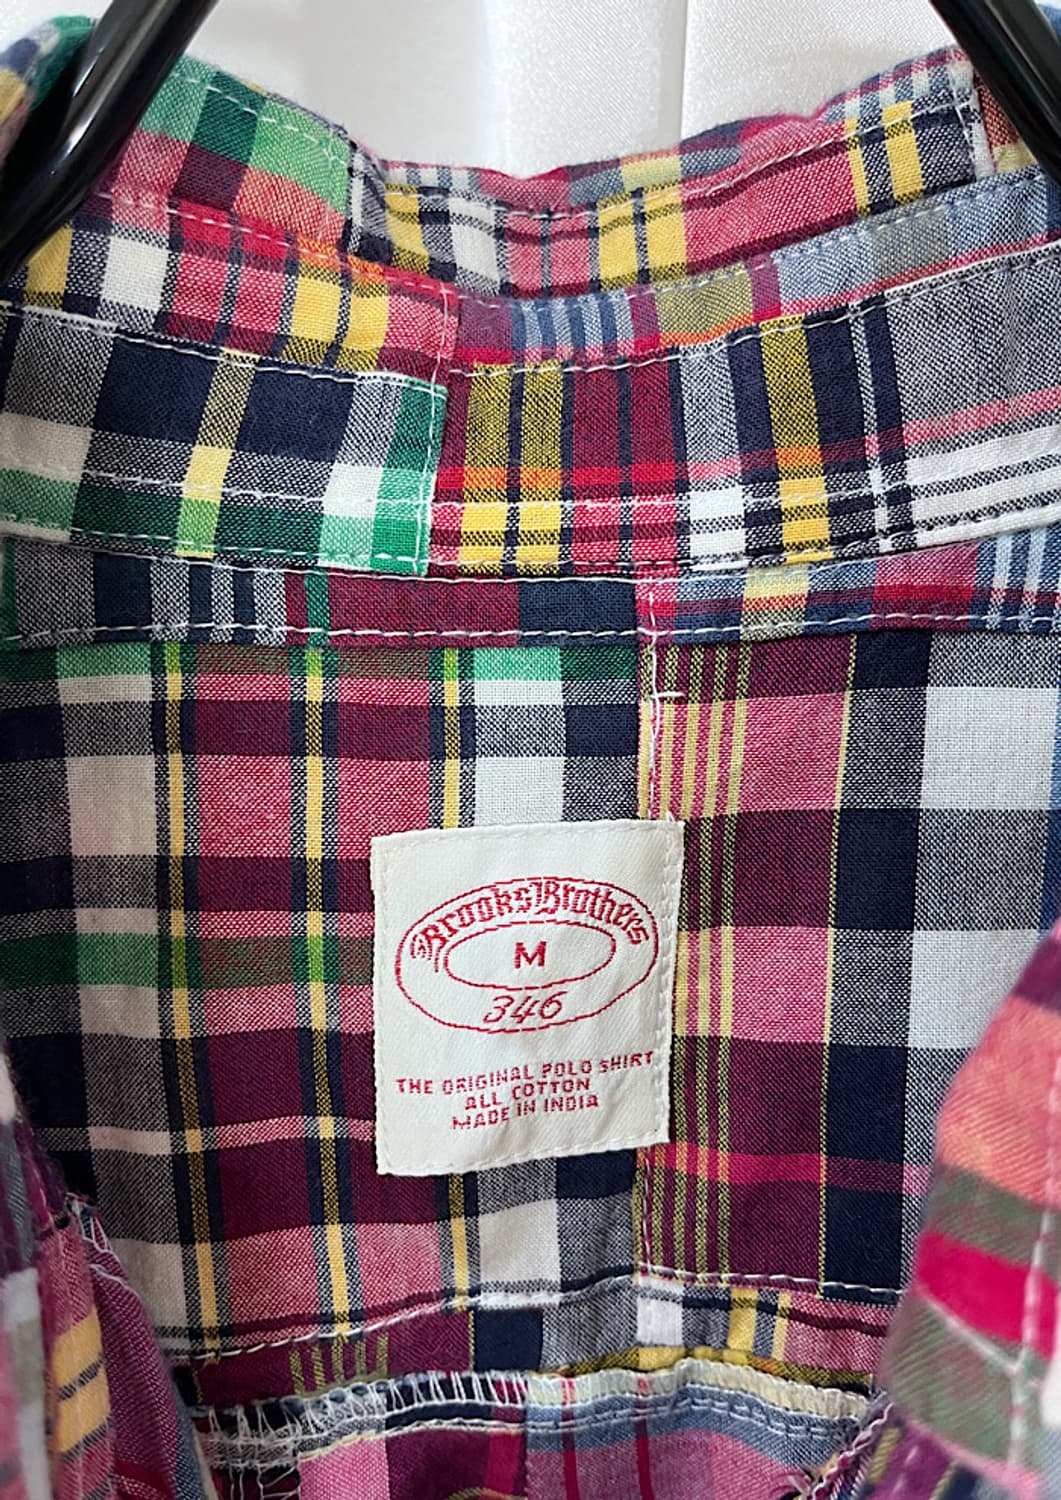 Brooks Brothers
M
346
THE ORIGINAL POLO SHIRT
ALL COTTON
MADE IN INDIA